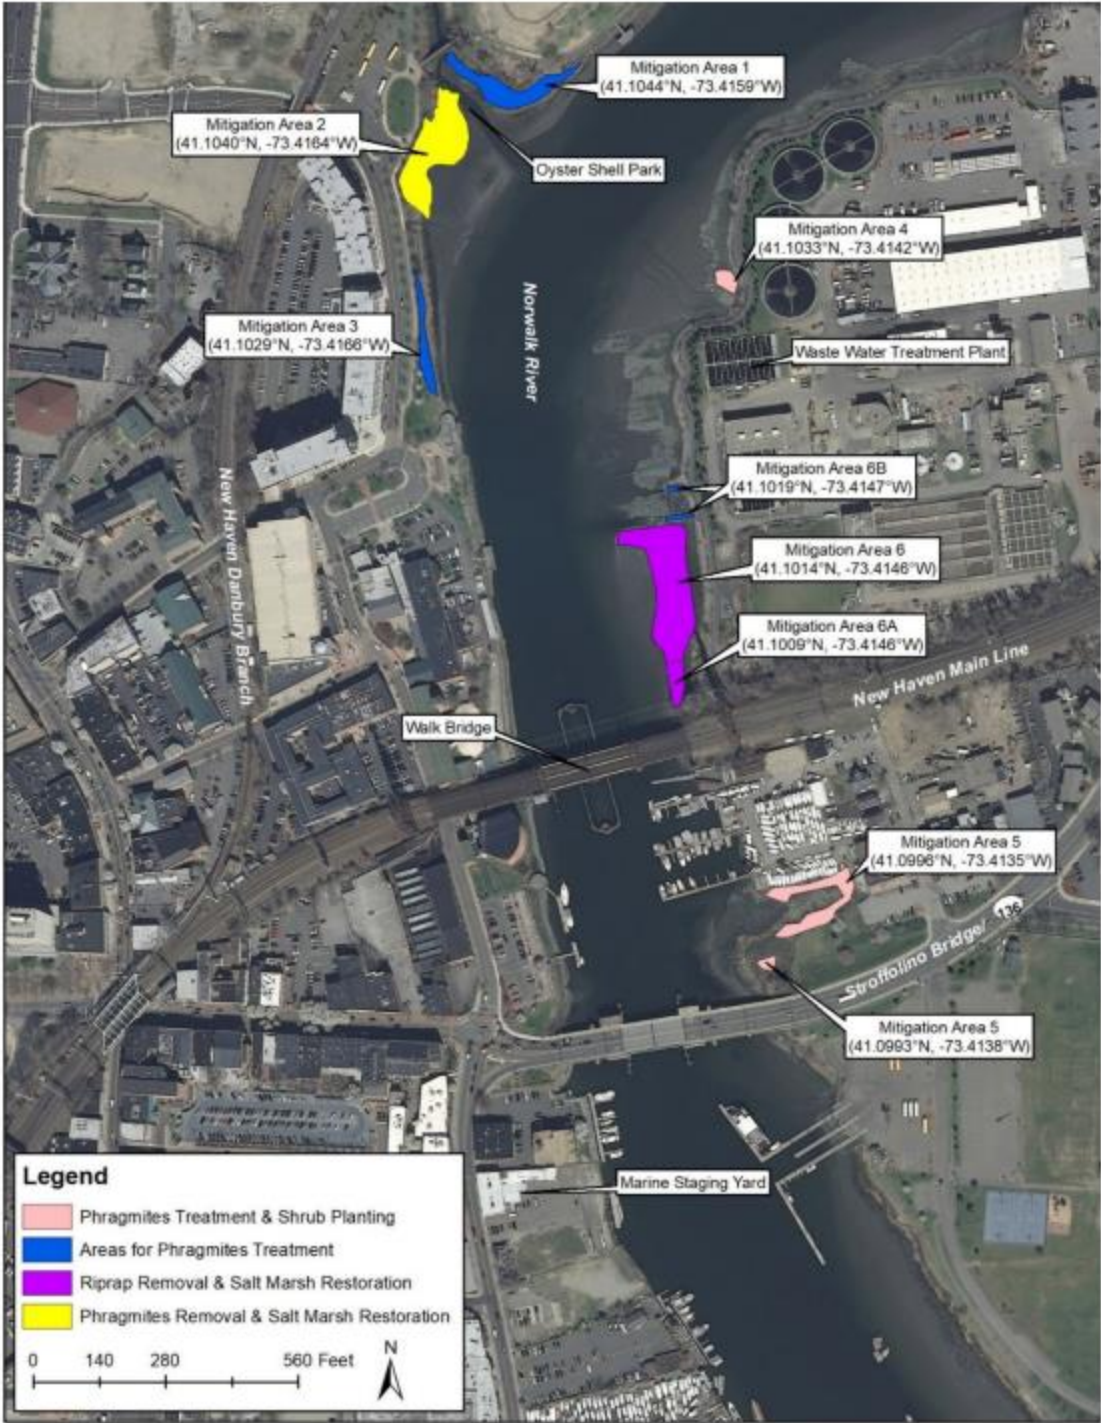 Mitigation Area 1
(41.1044°N, -73.4159°W)
Mitigation Area 2
(41.1040°N, -73.4164°W)
Oyster Shell Park
Mitigation Area 4
(41.1033°N, -73.4142°W)
Norwalk River
Mitigation Area 3
(41.1029°N, -73.4166°W)
Waste Water Treatment Plant
Mitigation Area 6B
(41.1019°N, -73.4147°W)
New Haven Danbury Branch
Mitigation Area 6
(41.1014°N, -73.4146°W)
Mitigation Area 6A
(41.1009°N, -73.4146°W)
New Haven Main Line
Walk Bridge
Mitigation Area 5
(41.0996°N, -73.4135°W)
Stroffolino Bridge/ 136
Mitigation Area 5
(41.0993°N, -73.4138°W)
Marine Staging Yard
Legend
Phragmites Treatment & Shrub Planting
Areas for Phragmites Treatment
Riprap Removal & Salt Marsh Restoration
Phragmites Removal & Salt Marsh Restoration
0 140 280 560 Feet
N